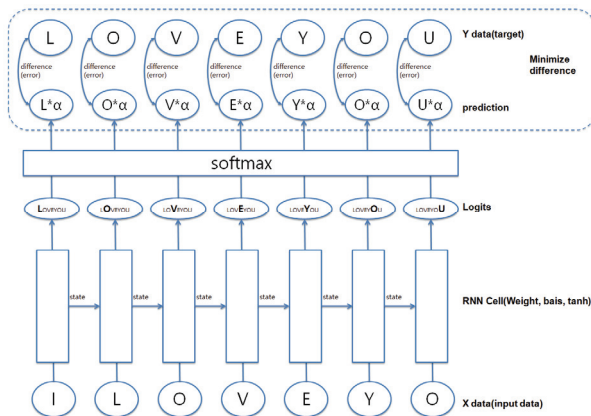 L O V E Y O U Y data(target)
difference (error) difference (error) difference (error) difference (error) difference (error) difference (error) difference (error) Minimize difference
L*α O*α V*α E*α Y*α O*α U*α prediction
softmax
LOVEYOU LOVEYOU LOVEYOU LOVEYOU LOVEYOU LOVEYOU LOVEYOU Logits
state state state state state state RNN Cell(Weight, bais, tanh)
I L O V E Y O X data(input data)